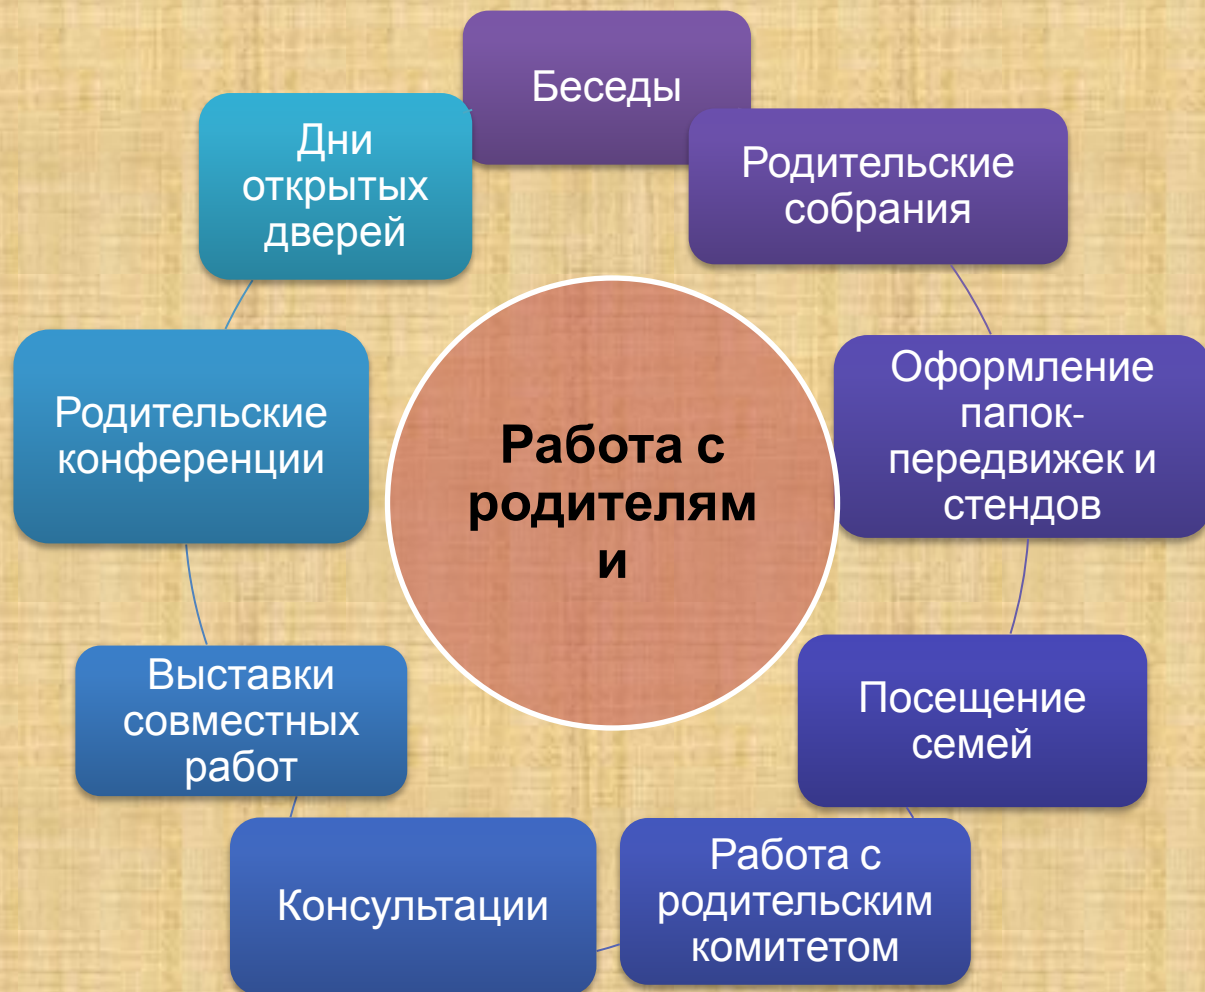 Беседы
Родительские
собрания
Оформление
папок-
передвижек и
стендов
Посещение
семей
Работа с
родительским
комитетом
Консультации
Выставки
совместных
работ
Родительские
конференции
Дни
открытых
дверей
Работа с
родителям
и